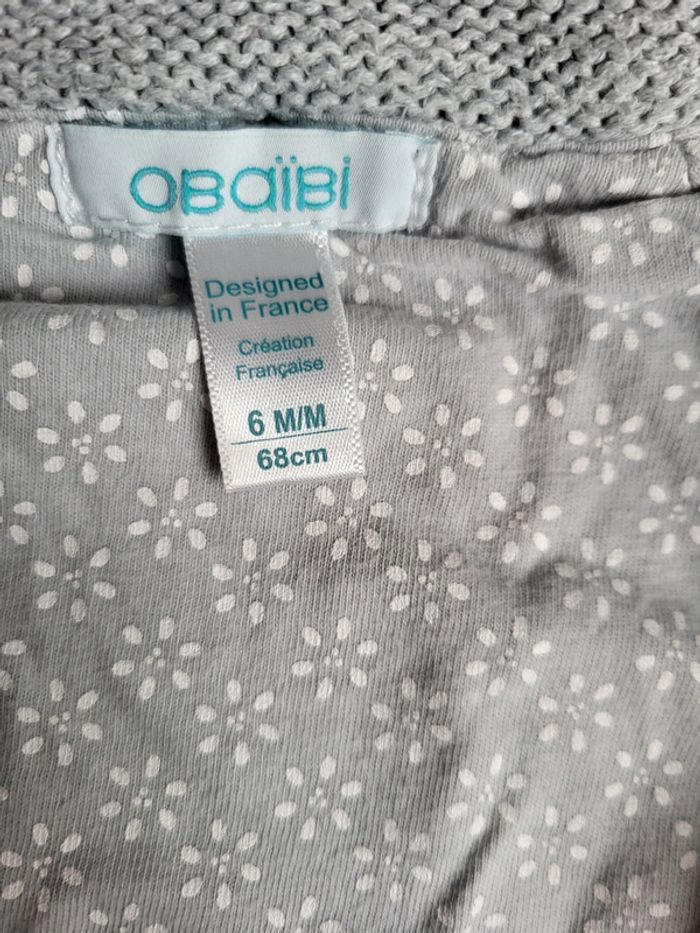 OBaïBi
Designed
in France
Création
Française
6 M/M
68cm